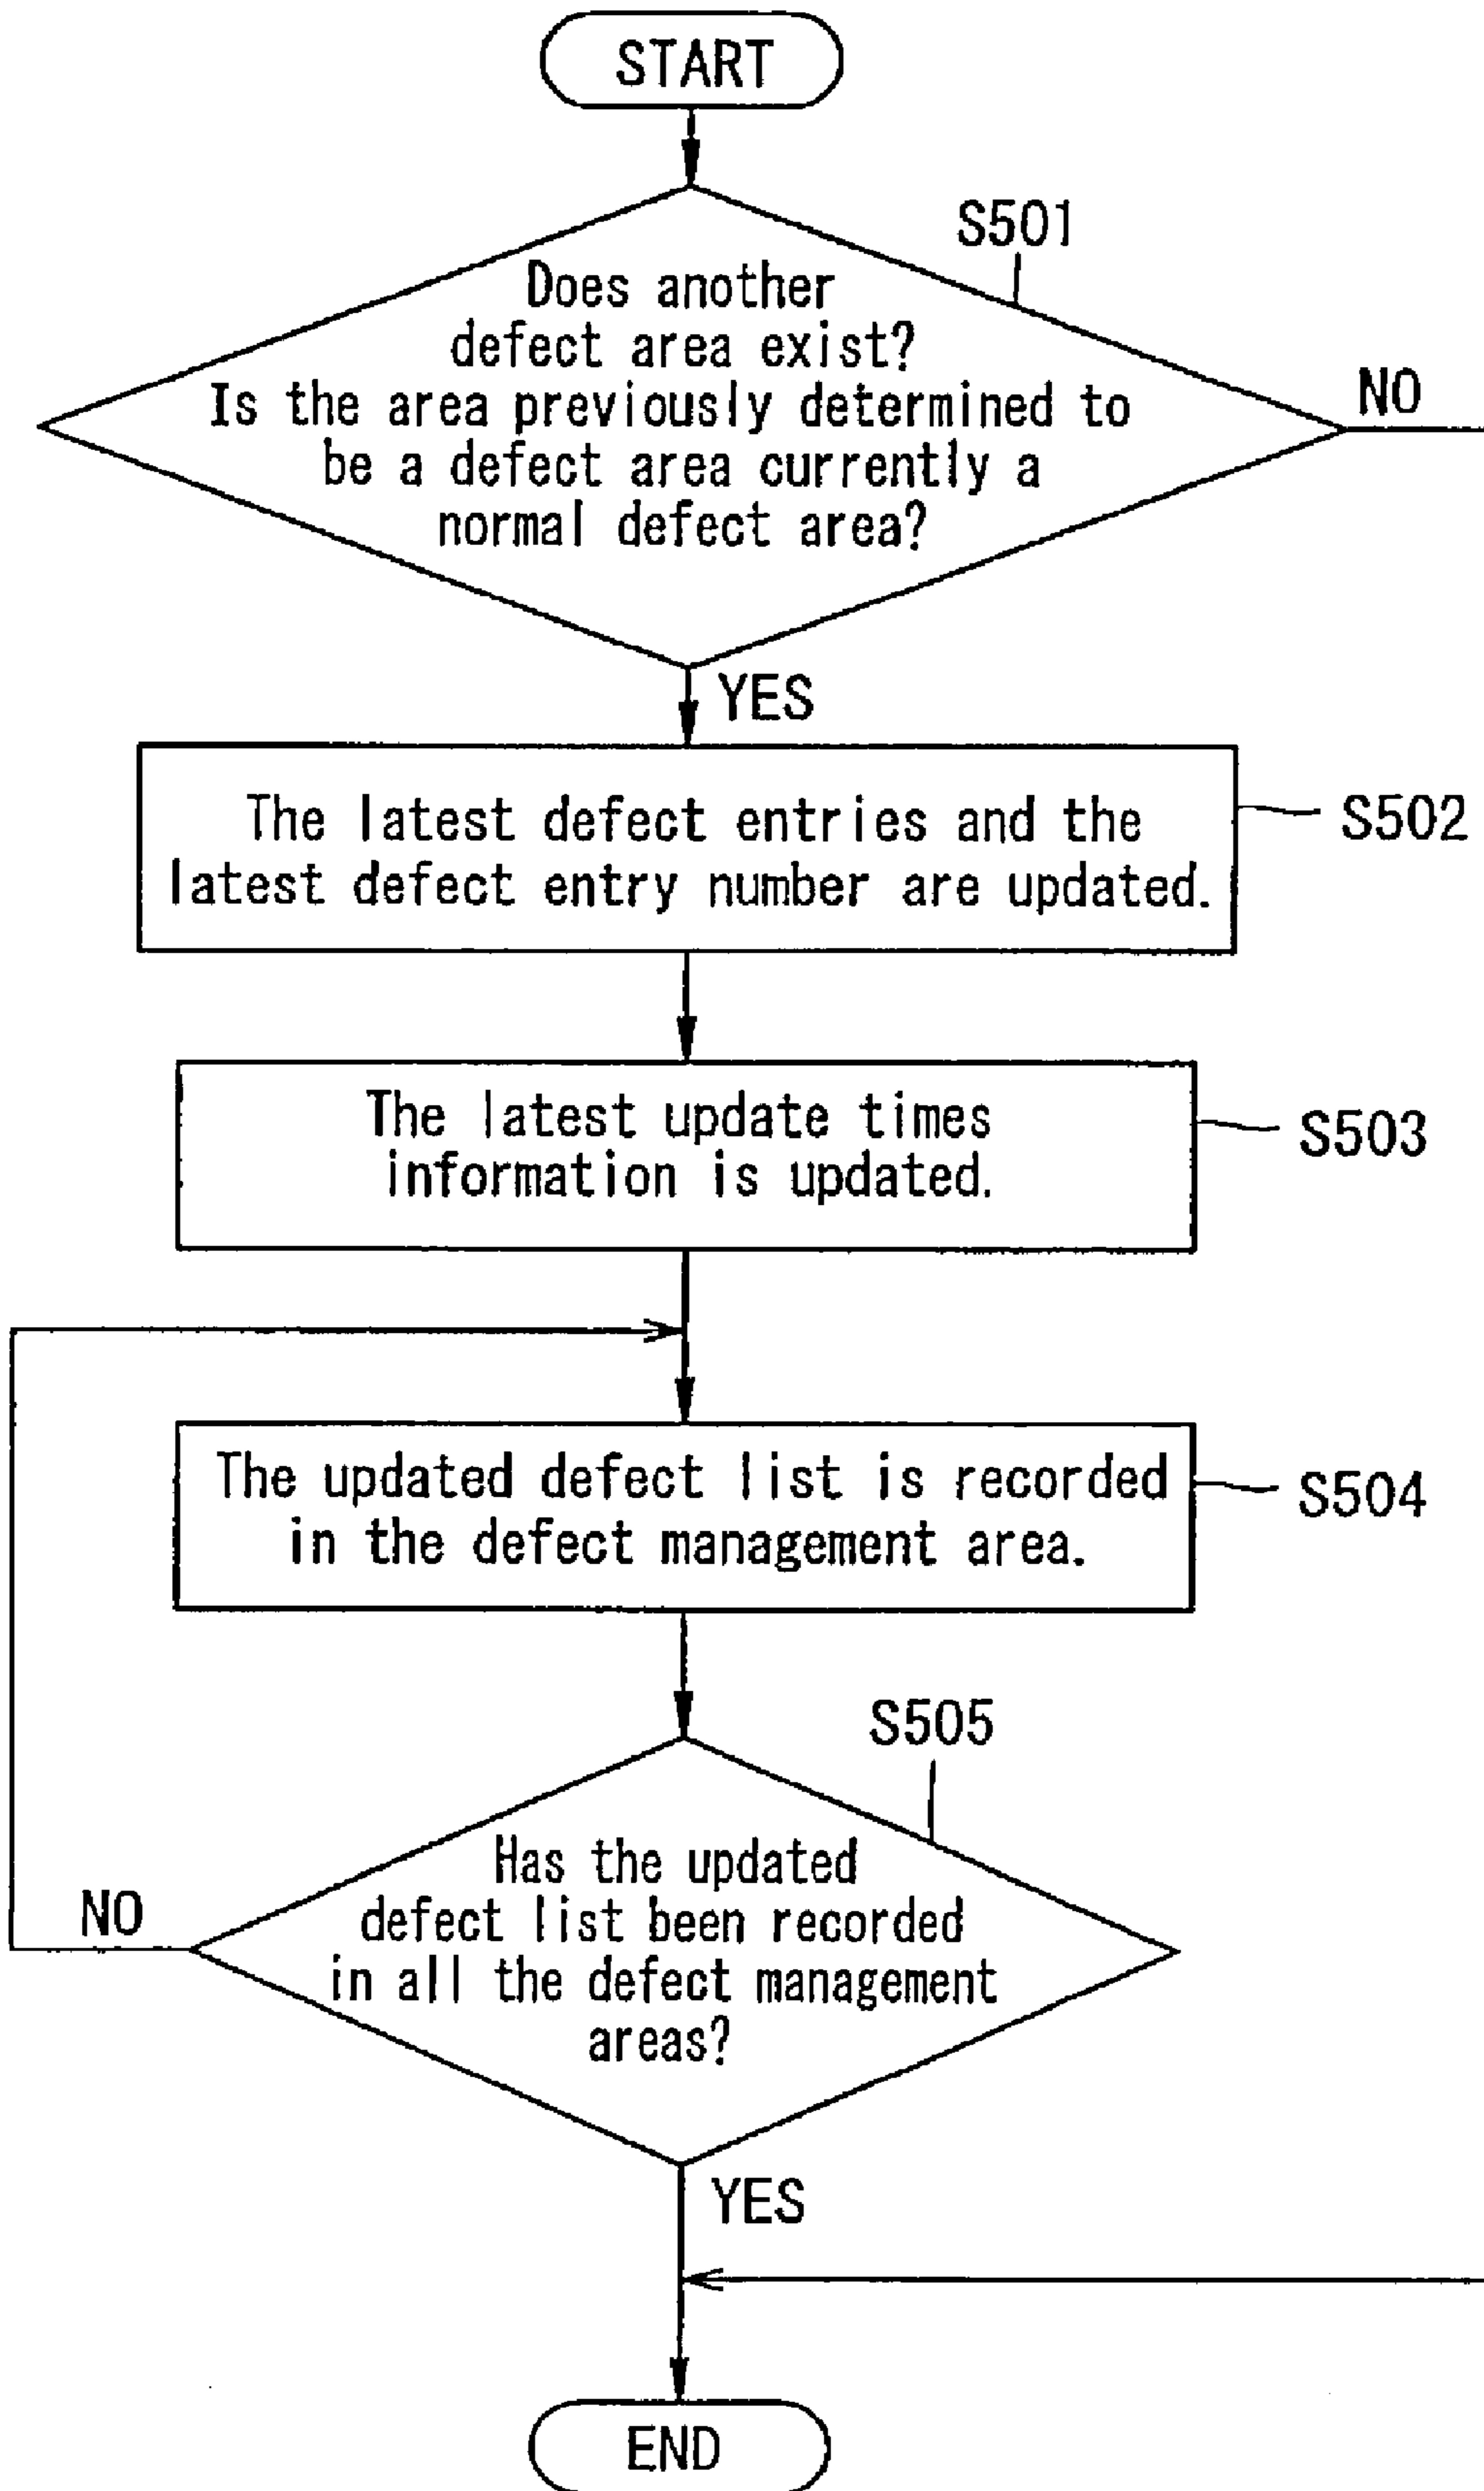 START
S501
Does another
defect area exist?
Is the area previously determined to
be a defect area currently a
normal defect area?
NO
YES
The latest defect entries and the
latest defect entry number are updated.
S502
The latest update times
information is updated.
S503
The updated defect list is recorded
in the defect management area.
S504
S505
Has the updated
defect list been recorded
in all the defect management
areas?
NO
YES
END